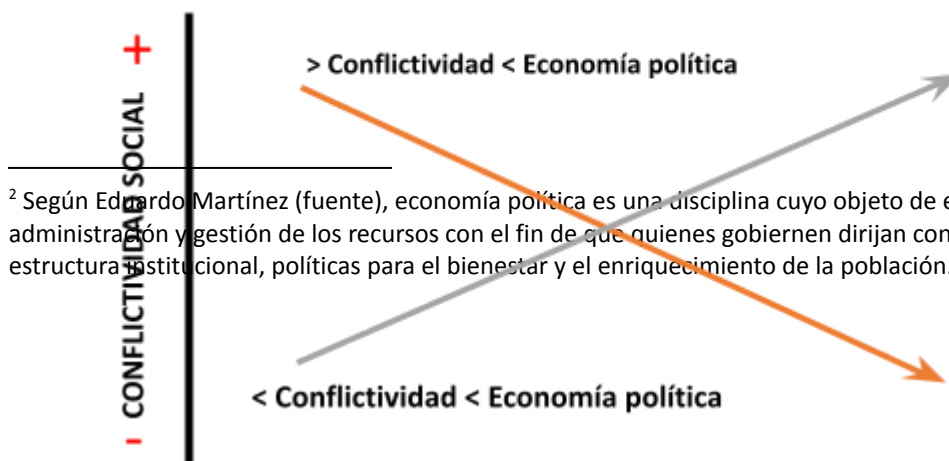 +
- CONFLICTIVIDAD SOCIAL
> Conflictividad < Economía política
² Según Eduardo Martínez (fuente), economía política es una disciplina cuyo objeto de
administración y gestión de los recursos con el fin de que quienes gobiernen dirijan con
estructura institucional, políticas para el bienestar y el enriquecimiento de la población.
< Conflictividad < Economía política